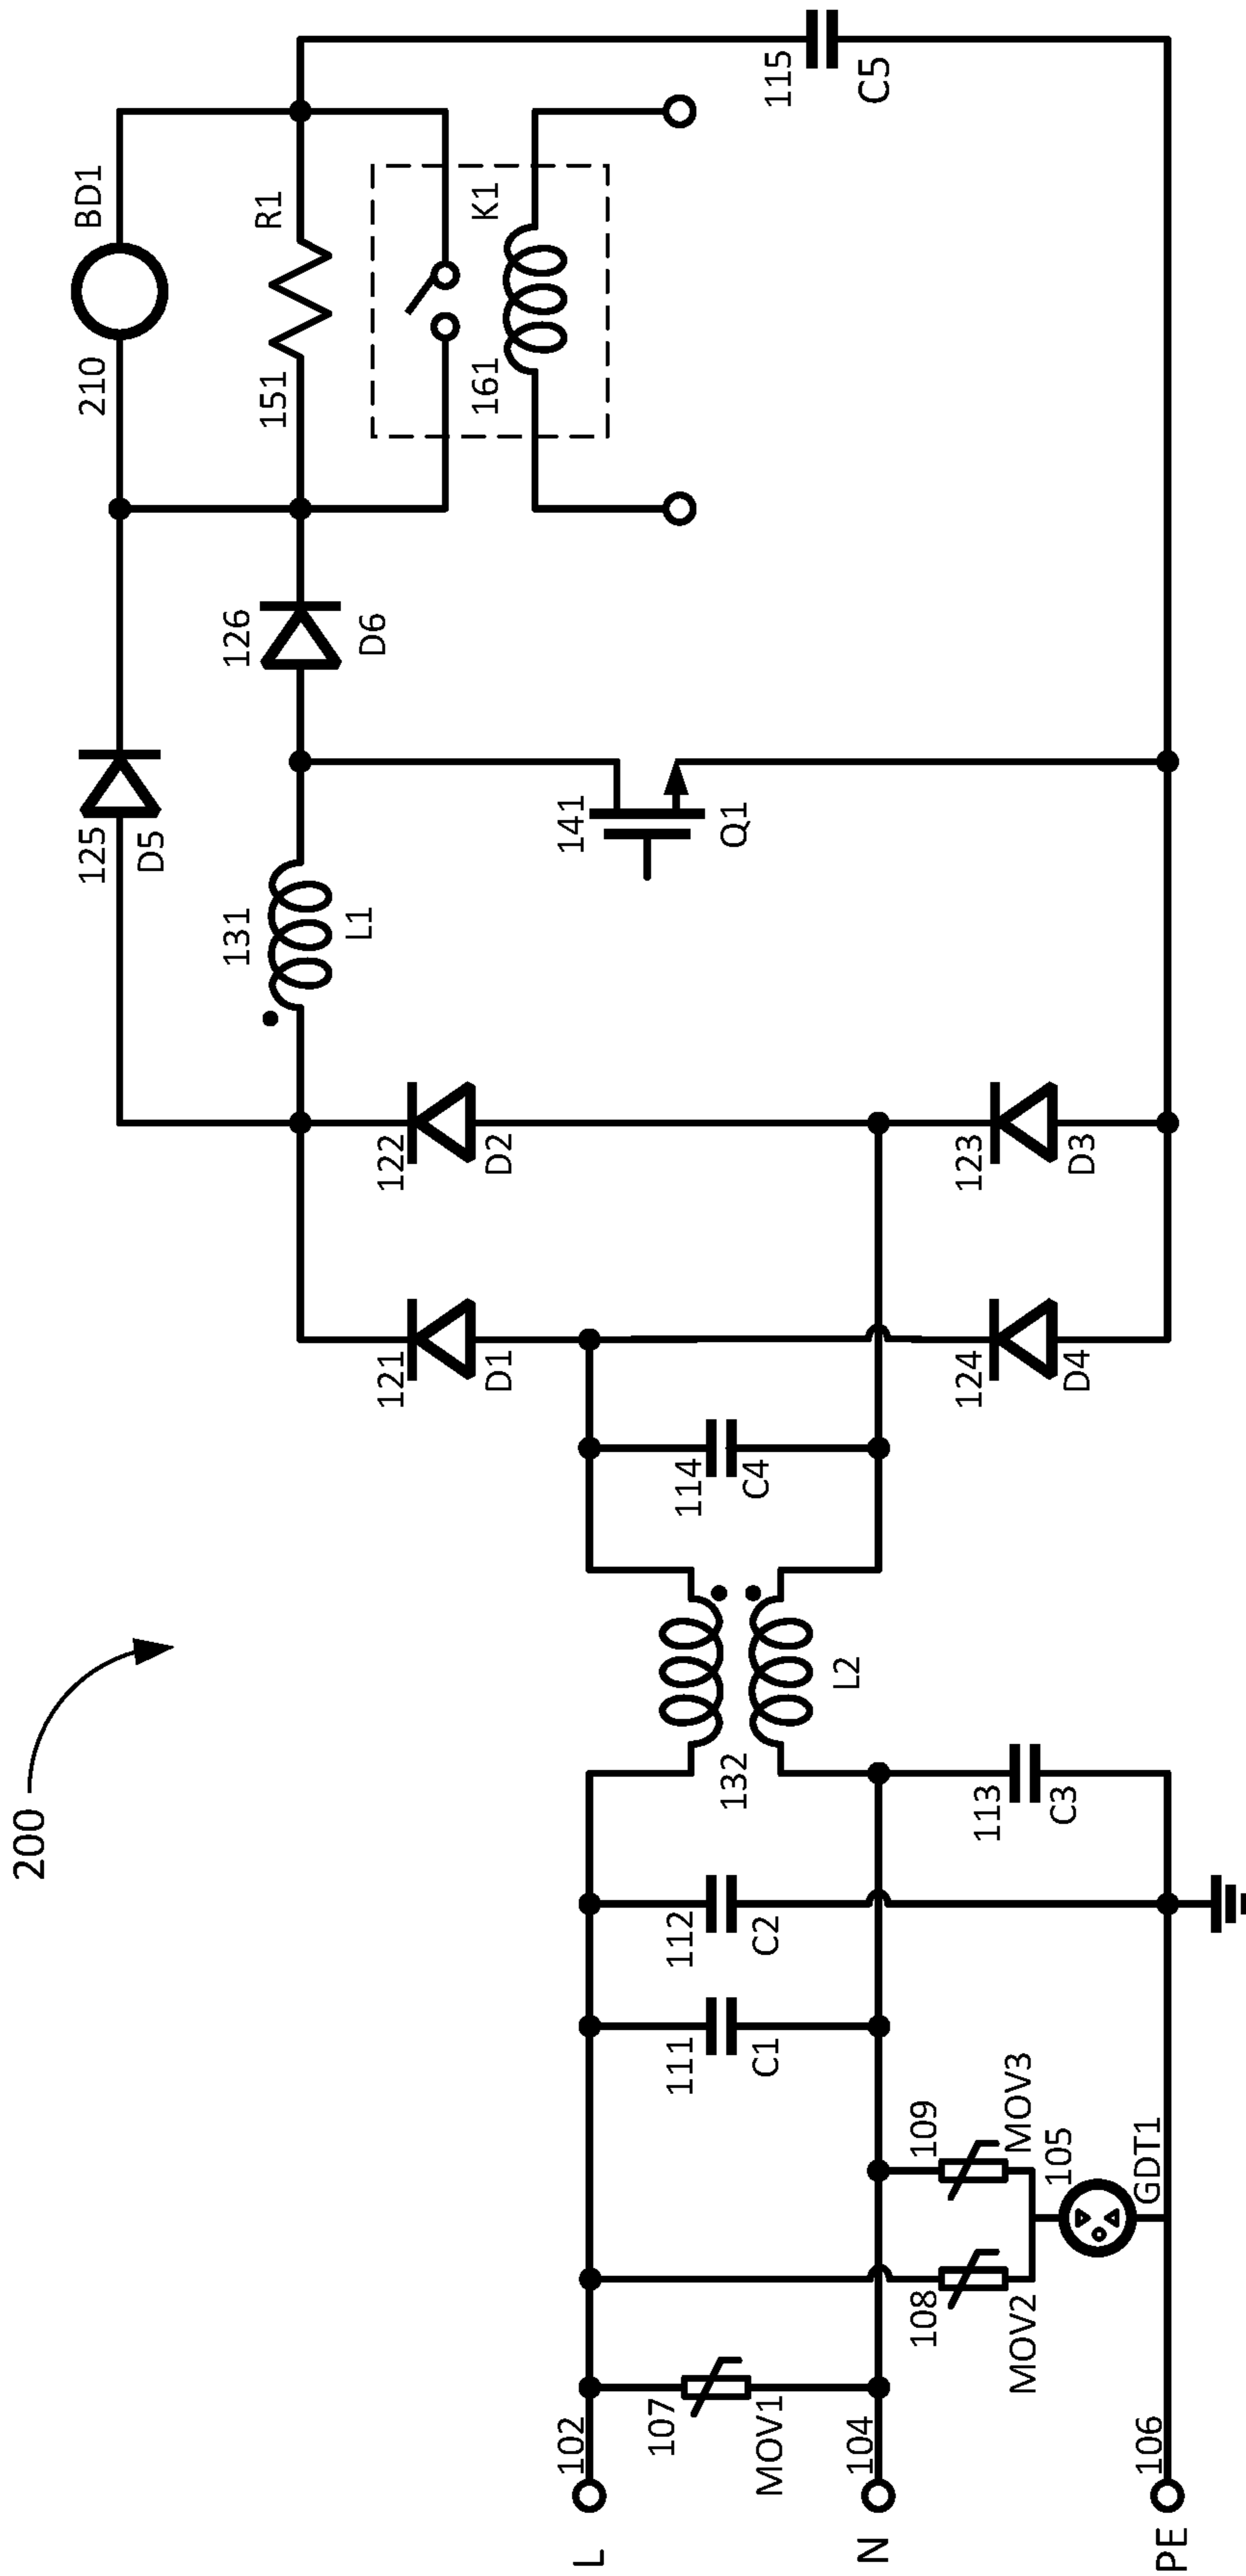 200
L
102
107
MOV1
N
104
PE
106
108
MOV2
109
MOV3
105
GDT1
111
C1
112
C2
113
C3
132
L2
114
C4
121
D1
122
D2
124
D4
123
D3
131
L1
125
D5
141
Q1
126
D6
210
BD1
151
R1
161
K1
115
C5